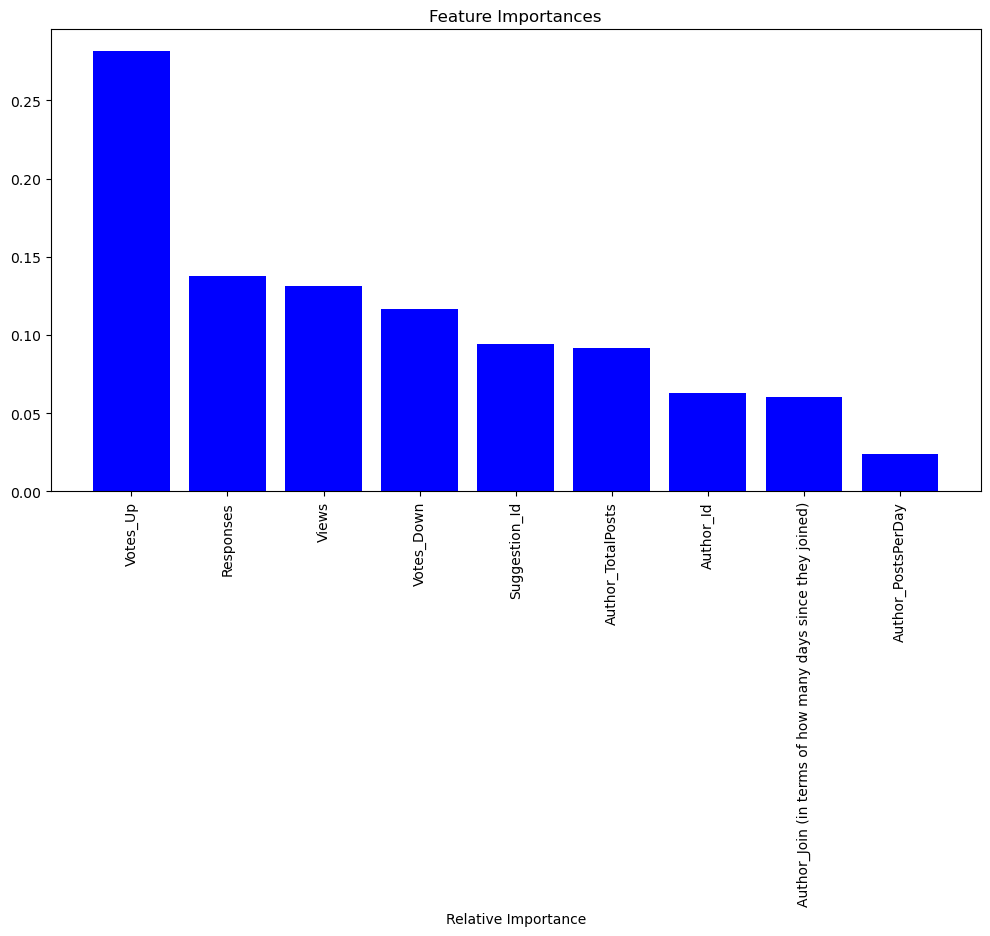 Feature Importances
0.25
0.20
0.15
0.10
0.05
0.00
Votes_Up
Responses
Views
Votes_Down
Suggestion_Id
Author_TotalPosts
Author_Id
Author_Join (in terms of how many days since they joined)
Author_PostsPerDay
Relative Importance